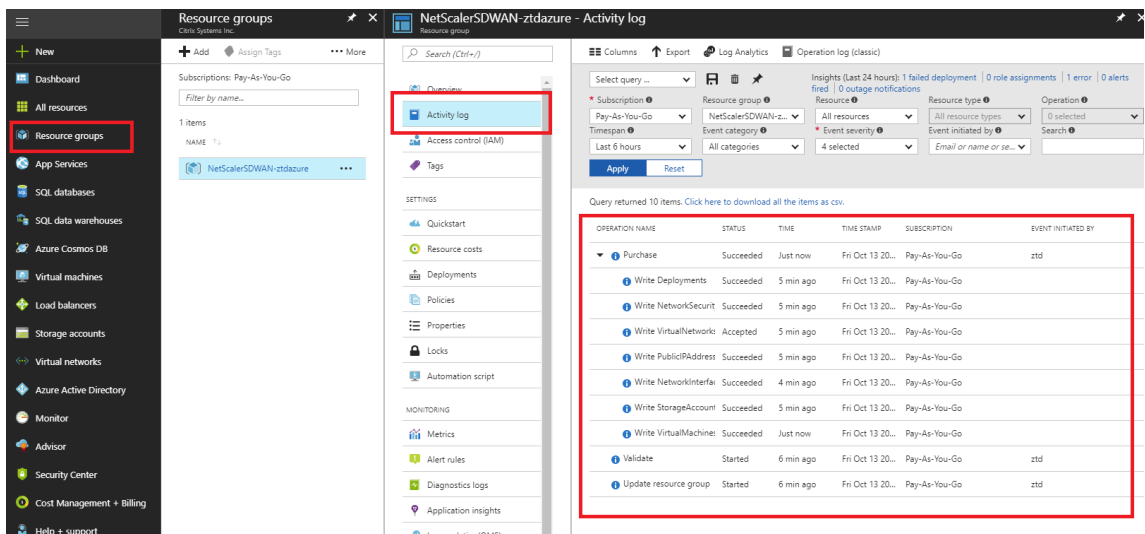 Resource groups
Citrix Systems Inc.
NetScalerSDWAN-ztdazure - Activity log
Resource group
New
Dashboard
All resources
Resource groups
App Services
SQL databases
SQL data warehouses
Azure Cosmos DB
Virtual machines
Load balancers
Storage accounts
Virtual networks
Azure Active Directory
Monitor
Advisor
Security Center
Cost Management + Billing
Help + support
Add Assign Tags ••• More
Subscriptions: Pay-As-You-Go
Filter by name...
1 items
NAME
NetScalerSDWAN-ztdazure •••
Search (Ctrl+/)
Overview
Activity log
Access control (IAM)
Tags
SETTINGS
Quickstart
Resource costs
Deployments
Policies
Properties
Locks
Automation script
MONITORING
Metrics
Alert rules
Diagnostics logs
Application insights
Columns Export Log Analytics Operation log (classic)
Select query ...
Insights (Last 24 hours): 1 failed deployment | 0 role assignments | 1 error | 0 alerts
fired | 0 outage notifications
* Subscription Resource group Resource Resource type Operation
Pay-As-You-Go NetScalerSDWAN-z... All resources All resource types 0 selected
Timespan Event category * Event severity Event initiated by Search
Last 6 hours All categories 4 selected Email or name or se...
Apply Reset
Query returned 10 items. Click here to download all the items as csv.
OPERATION NAME STATUS TIME TIME STAMP SUBSCRIPTION EVENT INITIATED BY
Purchase Succeeded Just now Fri Oct 13 20... Pay-As-You-Go ztd
Write Deployments Succeeded 5 min ago Fri Oct 13 20... Pay-As-You-Go
Write NetworkSecurit Succeeded 5 min ago Fri Oct 13 20... Pay-As-You-Go
Write VirtualNetworks Accepted 5 min ago Fri Oct 13 20... Pay-As-You-Go
Write PublicIPAddress Succeeded 5 min ago Fri Oct 13 20... Pay-As-You-Go
Write NetworkInterfa Succeeded 4 min ago Fri Oct 13 20... Pay-As-You-Go
Write StorageAccount Succeeded 5 min ago Fri Oct 13 20... Pay-As-You-Go
Write VirtualMachine Succeeded Just now Fri Oct 13 20... Pay-As-You-Go
Validate Started 6 min ago Fri Oct 13 20... Pay-As-You-Go ztd
Update resource group Started 6 min ago Fri Oct 13 20... Pay-As-You-Go ztd